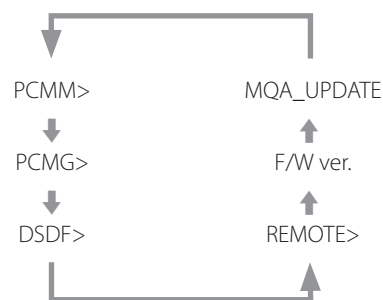 PCMM>
MQA_UPDATE
PCMG>
F/W ver.
DSDF>
REMOTE>